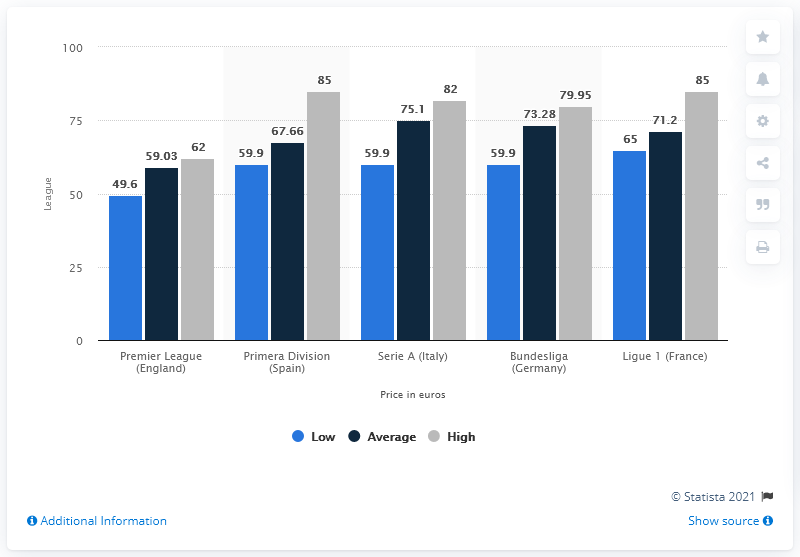 100
75
50
25
0
League
49.6 59.03 62
59.9 67.66 85
59.9 75.1 82
59.9 73.28 79.95
65 71.2 85
Premier League
(England)
Primera Division
(Spain)
Serie A (Italy)
Bundesliga
(Germany)
Ligue 1 (France)
Price in euros
Low Average High
© Statista 2021
Additional Information
Show source